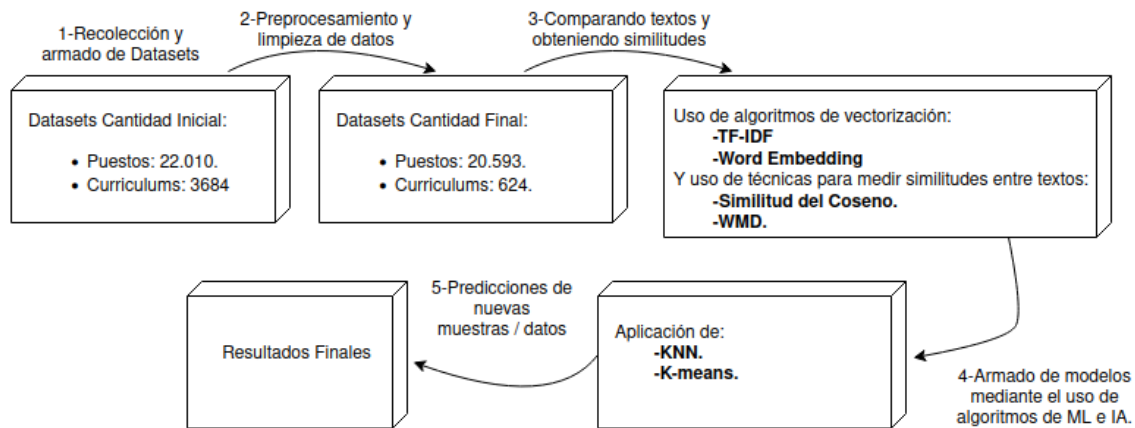 1-Recolección y
armado de Datasets
2-Preprocesamiento y
limpieza de datos
3-Comparando textos y
obteniendo similitudes
Datasets Cantidad Inicial:
• Puestos: 22.010.
• Curriculums: 3684
Datasets Cantidad Final:
• Puestos: 20.593.
• Curriculums: 624.
Uso de algoritmos de vectorización:
-TF-IDF
-Word Embedding
Y uso de técnicas para medir similitudes entre textos:
-Similitud del Coseno.
-WMD.
4-Armado de modelos
mediante el uso de
algoritmos de ML e IA.
Aplicación de:
-KNN.
-K-means.
5-Predicciones de
nuevas
muestras / datos
Resultados Finales